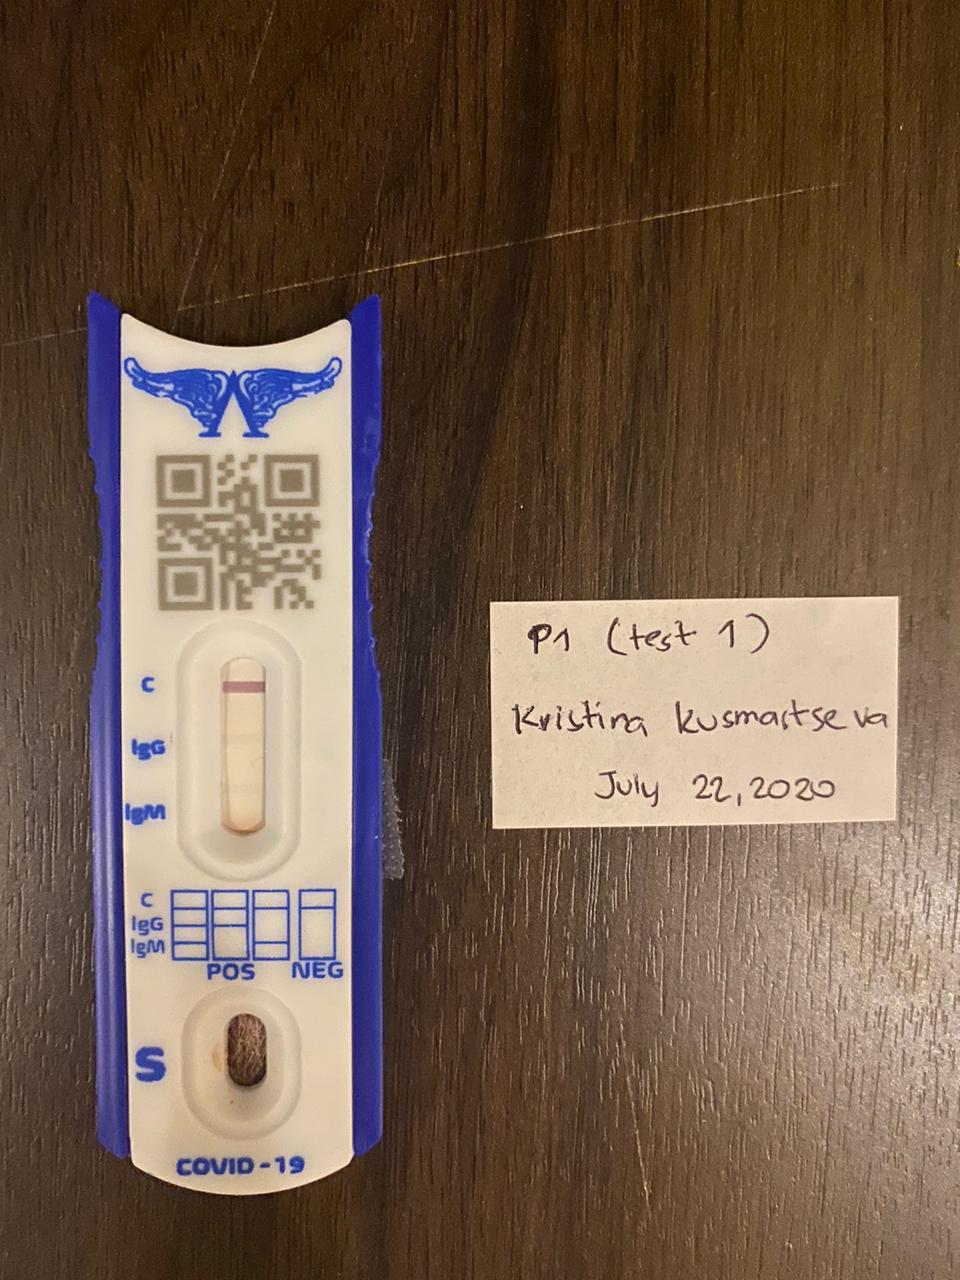 C
IgG
IgM
C
IgG
IgM
POS NEG
S
COVID-19
P1 (test 1)
Kristina Kusmartseva
July 22, 2020